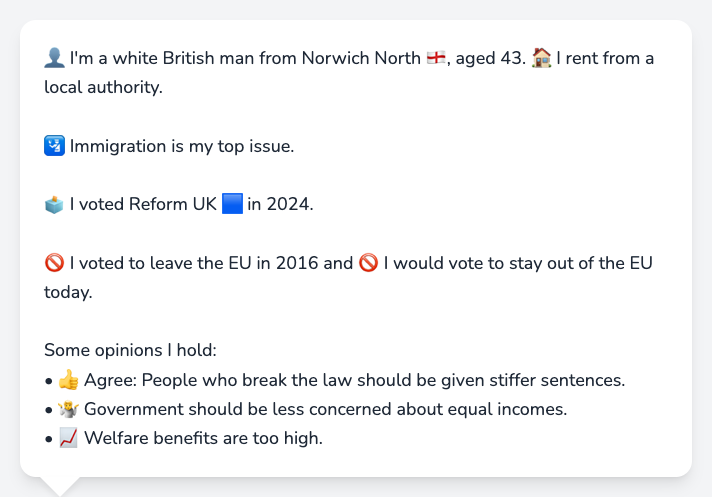 👤 I'm a white British man from Norwich North 🏴󠁧󠁢󠁥󠁮󠁧󠁿, aged 43. 🏠 I rent from a
local authority.
🛂 Immigration is my top issue.
🗳️ I voted Reform UK 🟦 in 2024.
🚫 I voted to leave the EU in 2016 and 🚫 I would vote to stay out of the EU
today.
Some opinions I hold:
• 👍 Agree: People who break the law should be given stiffer sentences.
• 🤷 Government should be less concerned about equal incomes.
• 📈 Welfare benefits are too high.